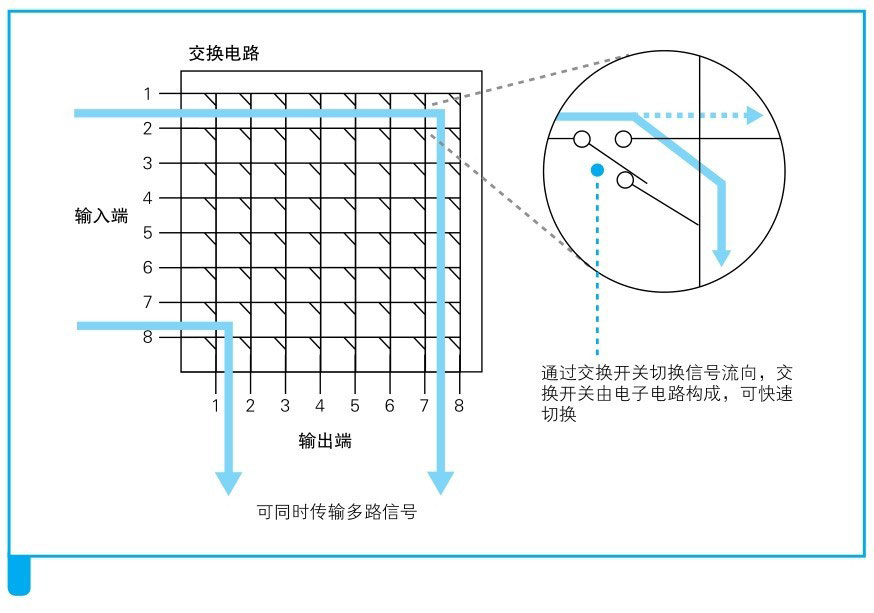 交换电路
1
2
3
4
5
6
7
8
输入端
1 2 3 4 5 6 7 8
输出端
可同时传输多路信号
通过交换开关切换信号流向，交
换开关由电子电路构成，可快速
切换